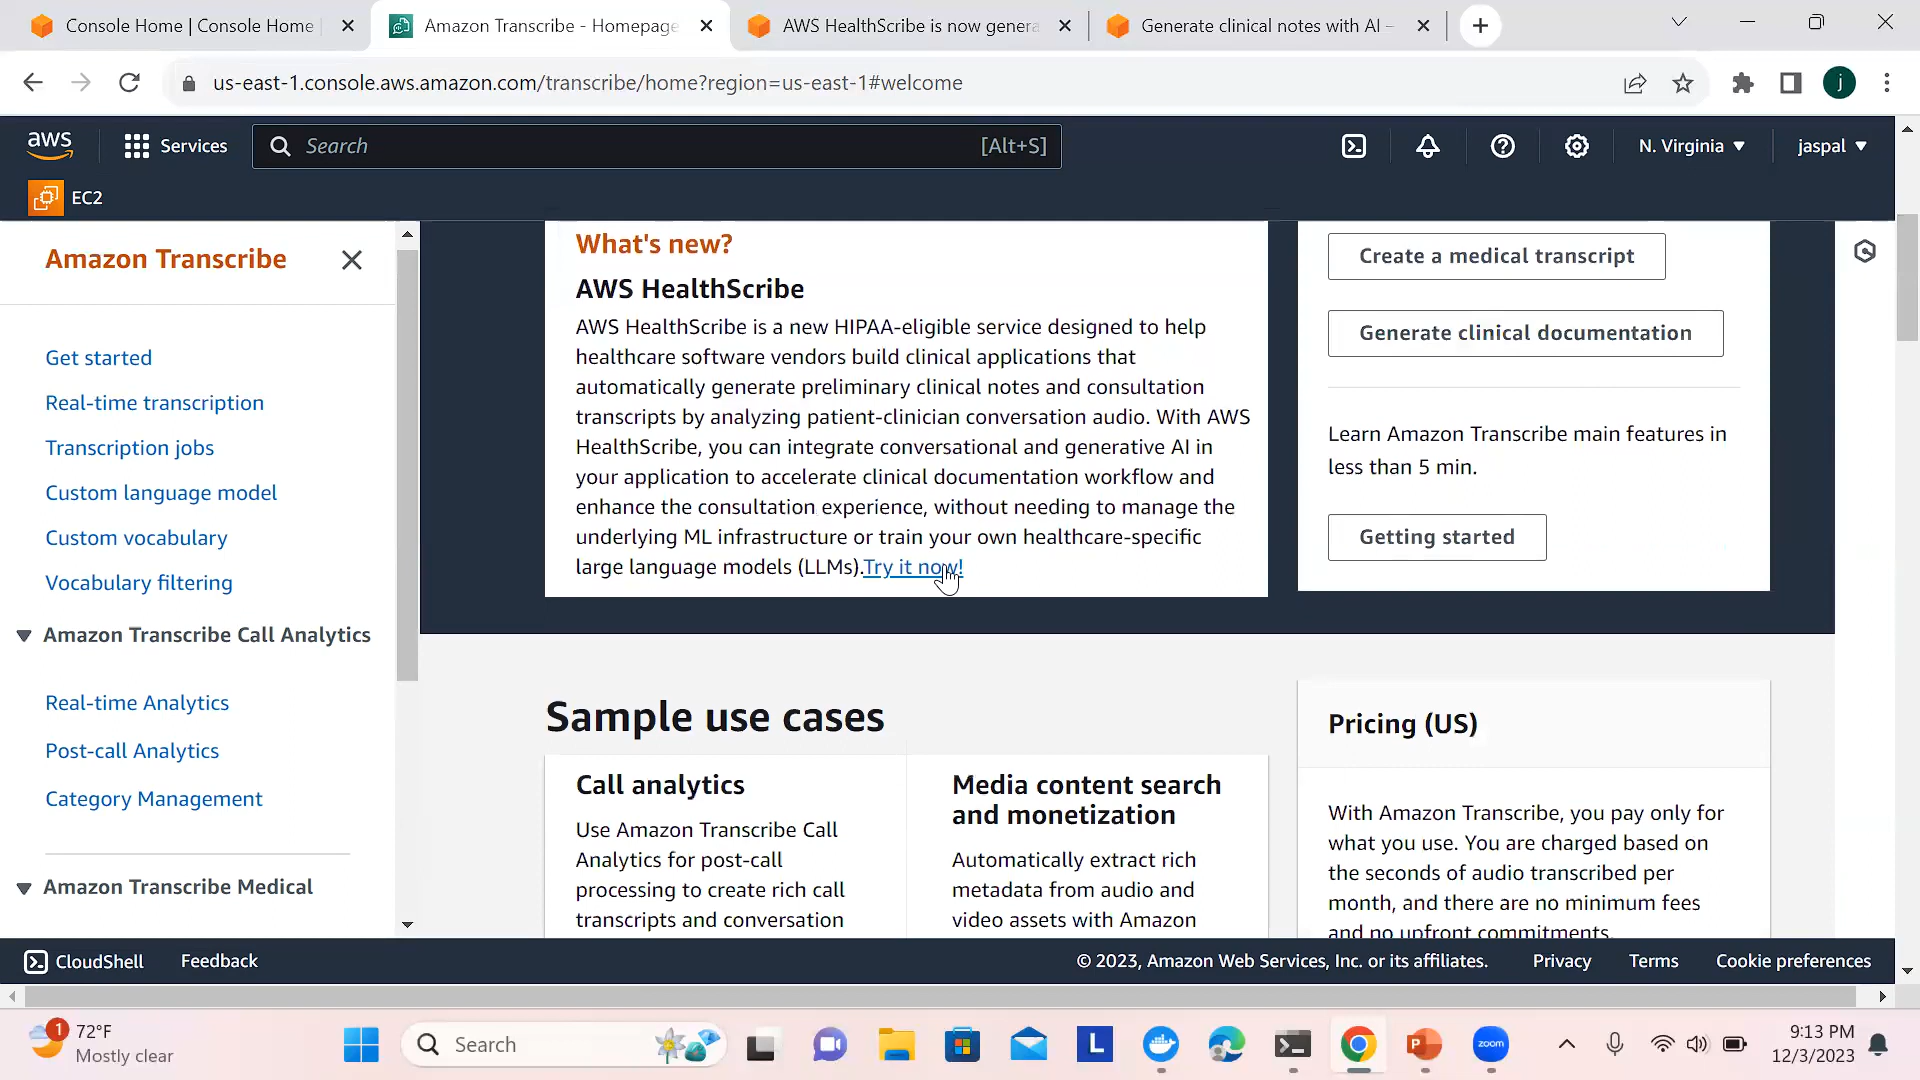 Console Home | Console Home
Amazon Transcribe - Homepage
AWS HealthScribe is now genera
Generate clinical notes with AI –
us-east-1.console.aws.amazon.com/transcribe/home?region=us-east-1#welcome
j
aws
Services
Search
[Alt+S]
N. Virginia
jaspal
EC2
Amazon Transcribe
Get started
Real-time transcription
Transcription jobs
Custom language model
Custom vocabulary
Vocabulary filtering
Amazon Transcribe Call Analytics
Real-time Analytics
Post-call Analytics
Category Management
Amazon Transcribe Medical
What's new?
AWS HealthScribe
AWS HealthScribe is a new HIPAA-eligible service designed to help
healthcare software vendors build clinical applications that
automatically generate preliminary clinical notes and consultation
transcripts by analyzing patient-clinician conversation audio. With AWS
HealthScribe, you can integrate conversational and generative AI in
your application to accelerate clinical documentation workflow and
enhance the consultation experience, without needing to manage the
underlying ML infrastructure or train your own healthcare-specific
large language models (LLMs).Try it now!
Create a medical transcript
Generate clinical documentation
Learn Amazon Transcribe main features in
less than 5 min.
Getting started
Sample use cases
Call analytics
Use Amazon Transcribe Call
Analytics for post-call
processing to create rich call
transcripts and conversation
Media content search
and monetization
Automatically extract rich
metadata from audio and
video assets with Amazon
Pricing (US)
With Amazon Transcribe, you pay only for
what you use. You are charged based on
the seconds of audio transcribed per
month, and there are no minimum fees
and no upfront commitments.
CloudShell
Feedback
© 2023, Amazon Web Services, Inc. or its affiliates.
Privacy
Terms
Cookie preferences
1
72°F
Mostly clear
Search
L
P
zoom
9:13 PM
12/3/2023